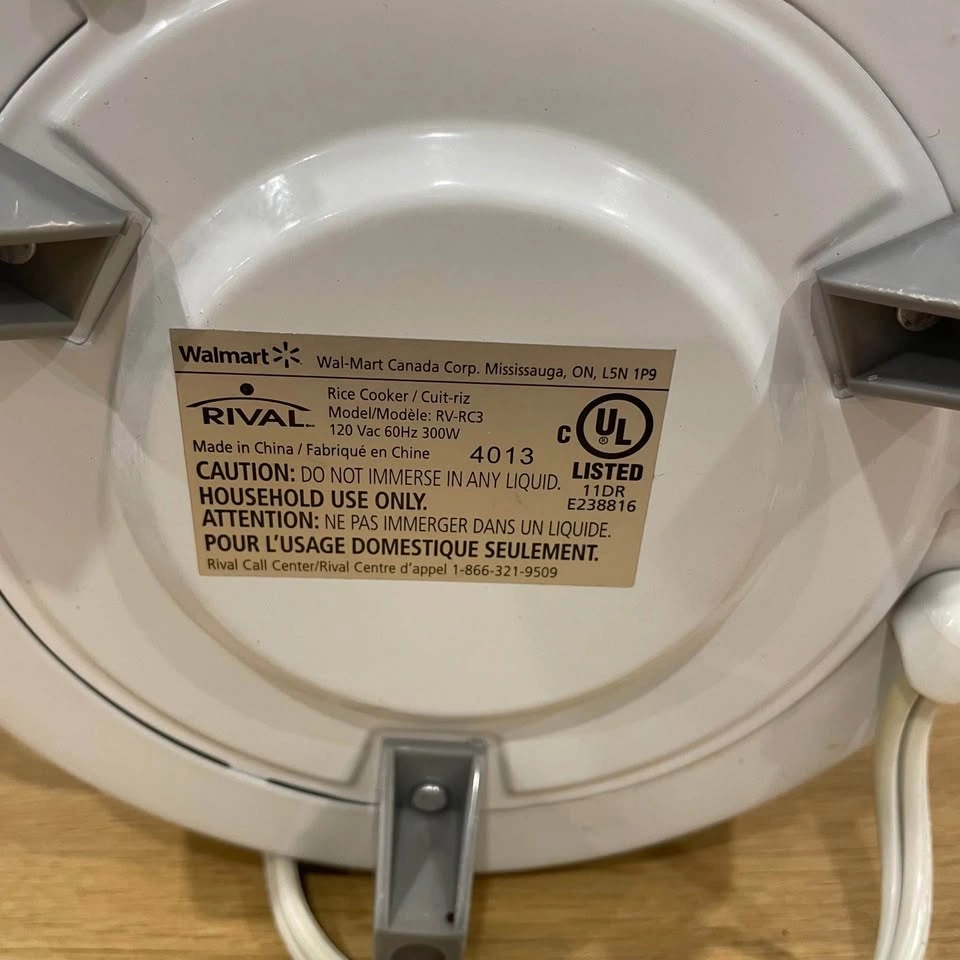 Walmart Wal-Mart Canada Corp. Mississauga, ON, L5N 1P9
RIVAL
Rice Cooker / Cuit-riz
Model/Modèle: RV-RC3
120 Vac 60Hz 300W
Made in China / Fabriqué en Chine 4013
C UL ®
LISTED
11DR
E238816
CAUTION: DO NOT IMMERSE IN ANY LIQUID.
HOUSEHOLD USE ONLY.
ATTENTION: NE PAS IMMERGER DANS UN LIQUIDE.
POUR L'USAGE DOMESTIQUE SEULEMENT.
Rival Call Center/Rival Centre d'appel 1-866-321-9509